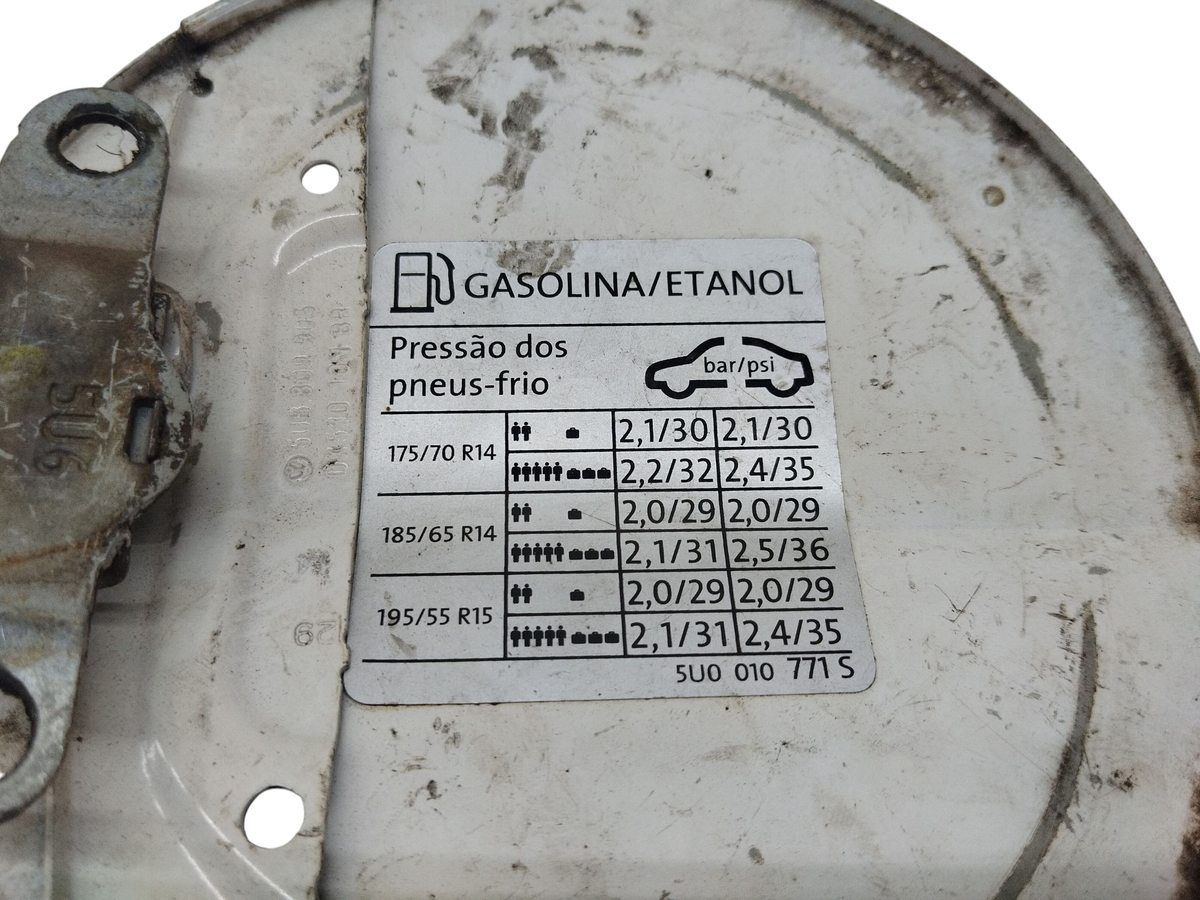 GASOLINA/ETANOL
Pressão dos
pneus-frio
bar/psi
175/70 R14
2,1/30 2,1/30
2,2/32 2,4/35
185/65 R14
2,0/29 2,0/29
2,1/31 2,5/36
195/55 R15
2,0/29 2,0/29
2,1/31 2,4/35
5U0 010 771 S
5U6
29